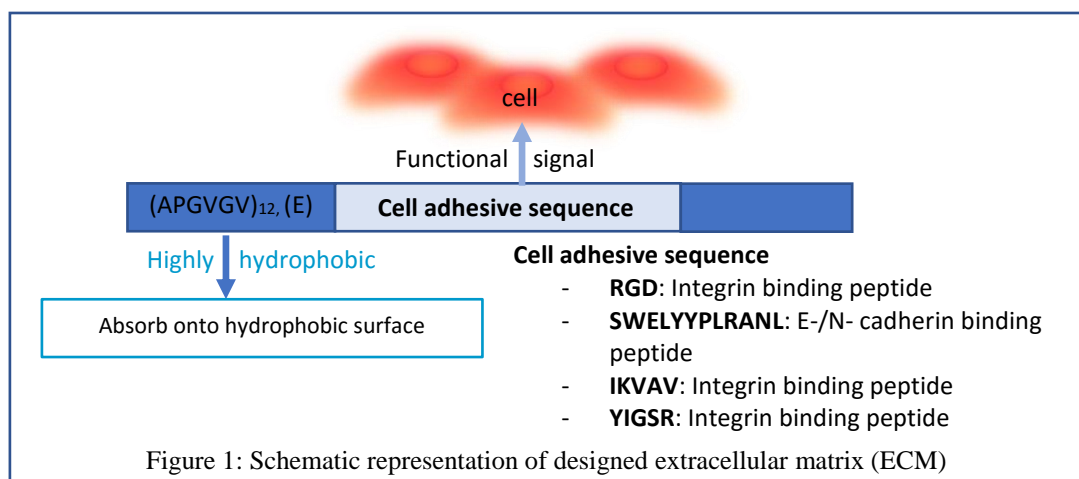 cell
Functional signal
(APGVGV)12, (E)
Cell adhesive sequence
Highly hydrophobic
Absorb onto hydrophobic surface
Cell adhesive sequence
- RGD: Integrin binding peptide
- SWELYYPLRANL: E-/N- cadherin binding
peptide
- IKVAV: Integrin binding peptide
- YIGSR: Integrin binding peptide
Figure 1: Schematic representation of designed extracellular matrix (ECM)